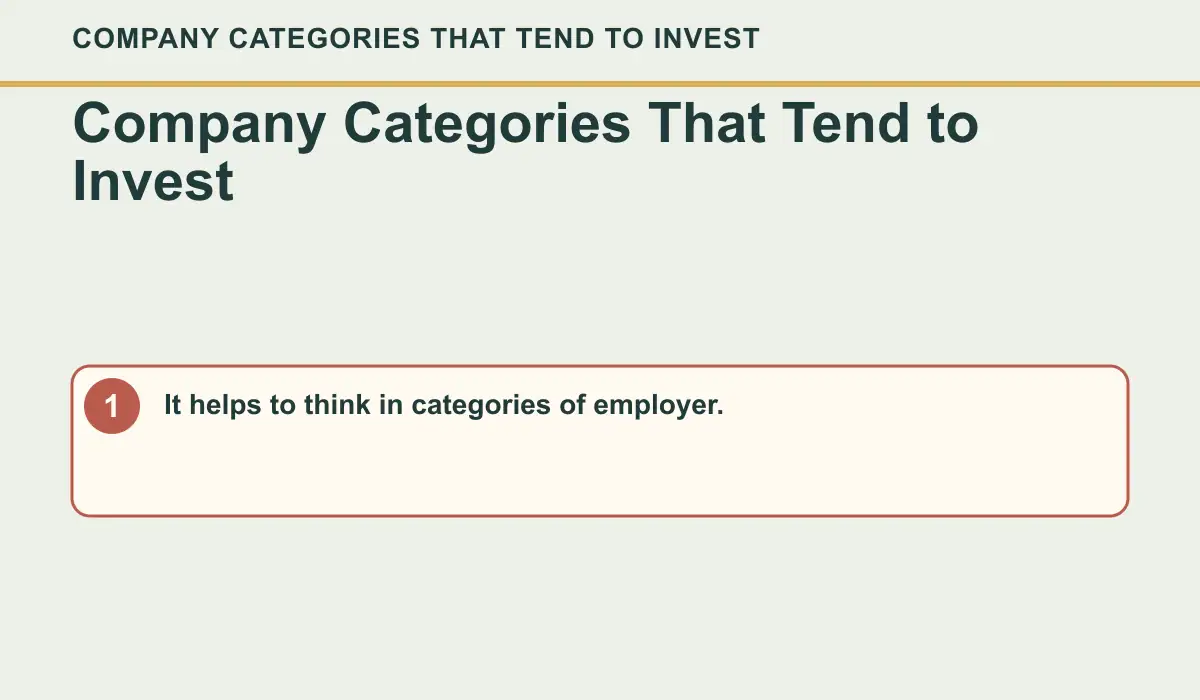 COMPANY CATEGORIES THAT TEND TO INVEST
Company Categories That Tend to
Invest
1 It helps to think in categories of employer.